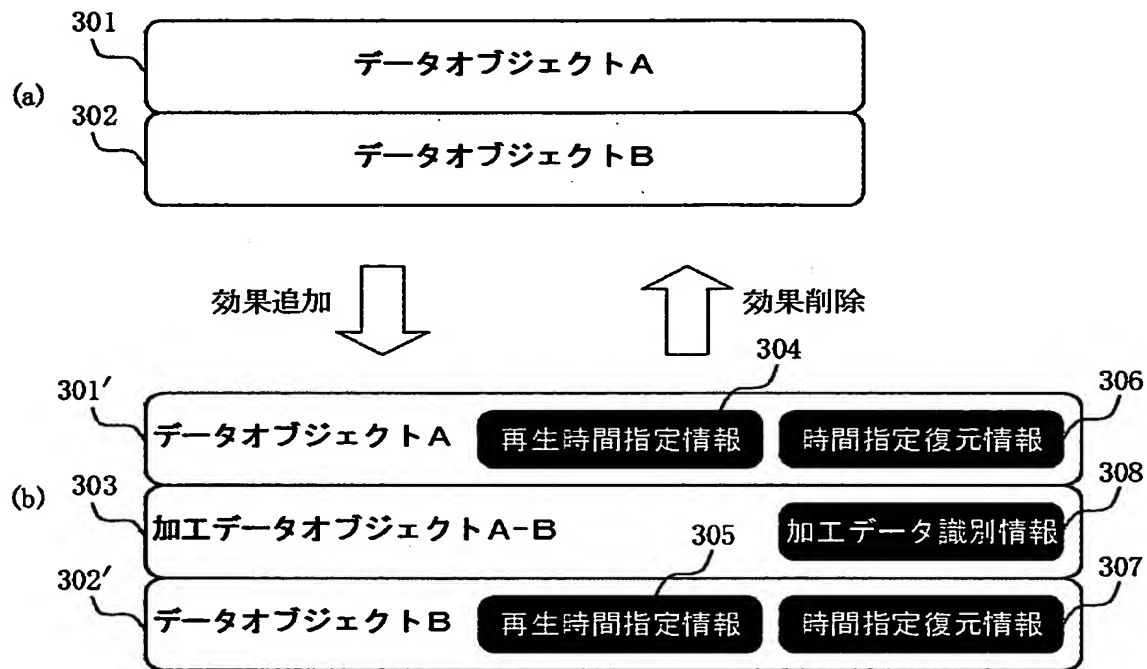 301
データオブジェクトA
(a)
302
データオブジェクトB
効果追加
効果削除
304
301′
306
データオブジェクトA 再生時間指定情報 時間指定復元情報
(b)
303
308
加工データオブジェクトA-B 加工データ識別情報
305
302′
307
データオブジェクトB 再生時間指定情報 時間指定復元情報